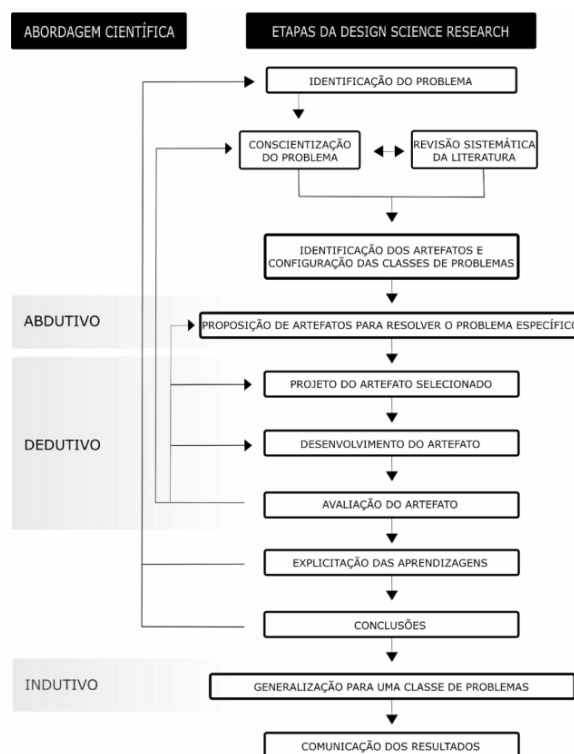 ABORDAGEM CIENTÍFICA
ETAPAS DA DESIGN SCIENCE RESEARCH
IDENTIFICAÇÃO DO PROBLEMA
CONSCIENTIZAÇÃO
DO PROBLEMA
REVISÃO SISTEMÁTICA
DA LITERATURA
IDENTIFICAÇÃO DOS ARTEFATOS E
CONFIGURAÇÃO DAS CLASSES DE PROBLEMAS
ABDUTIVO
PROPOSIÇÃO DE ARTEFATOS PARA RESOLVER O PROBLEMA ESPECÍFICO
PROJETO DO ARTEFATO SELECIONADO
DEDUTIVO
DESENVOLVIMENTO DO ARTEFATO
AVALIAÇÃO DO ARTEFATO
EXPLICITAÇÃO DAS APRENDIZAGENS
CONCLUSÕES
INDUTIVO
GENERALIZAÇÃO PARA UMA CLASSE DE PROBLEMAS
COMUNICAÇÃO DOS RESULTADOS